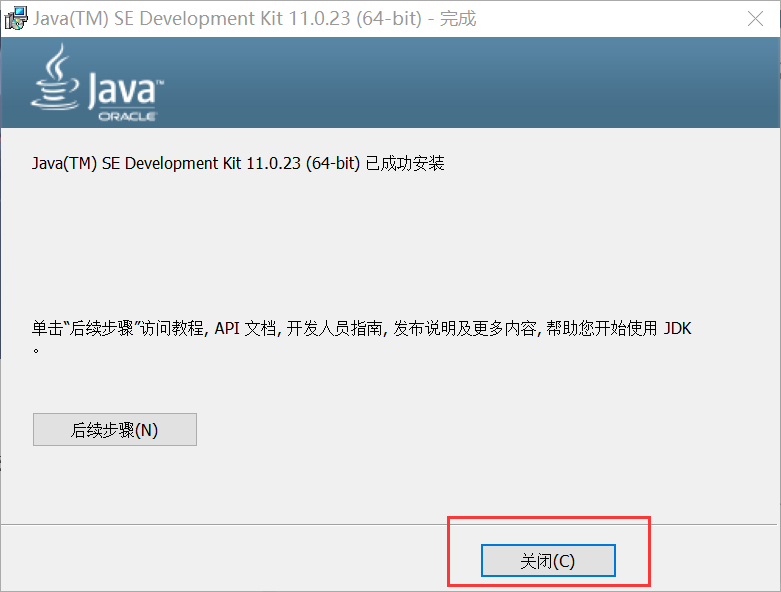 Java(TM) SE Development Kit 11.0.23 (64-bit) - 完成
Java™
ORACLE
Java(TM) SE Development Kit 11.0.23 (64-bit) 已成功安装
单击“后续步骤”访问教程, API 文档, 开发人员指南, 发布说明及更多内容, 帮助您开始使用 JDK
。
后续步骤(N)
关闭(C)